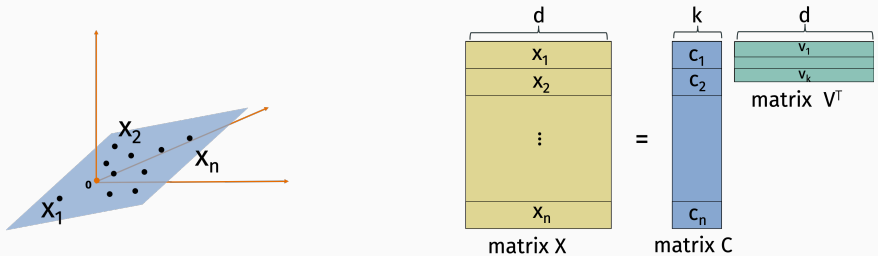 x₂
xₙ
0
x₁
d
k
d
x₁
x₂
⋮
xₙ
=
c₁
c₂
cₙ
v₁
vₖ
matrix Vᵀ
matrix X
matrix C